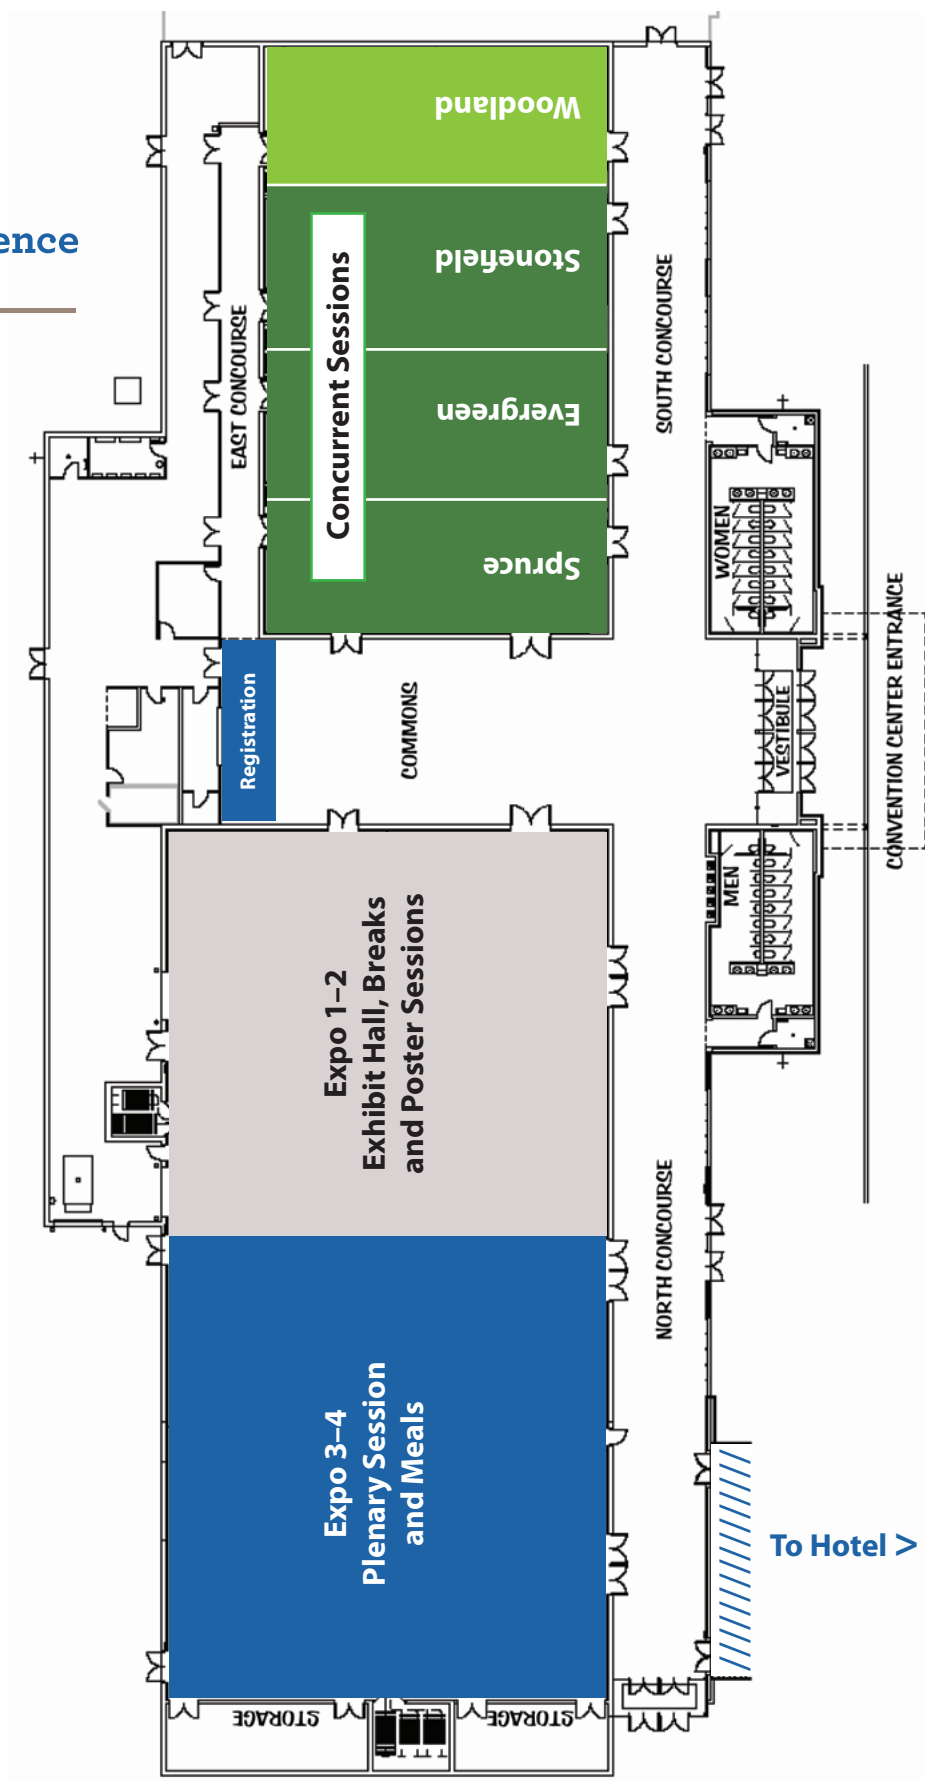 Woodland
ence
Stonefield
Concurrent Sessions
SOUTH CONCOURSE
EAST CONCOURSE
Evergreen
WOMEN
Spruce
CONVENTION CENTER ENTRANCE
Registration
COMMONS
VESTIBULE
MEN
Expo 1–2
Exhibit Hall, Breaks
and Poster Sessions
NORTH CONCOURSE
Expo 3–4
Plenary Session
and Meals
To Hotel >
STORAGE
STORAGE